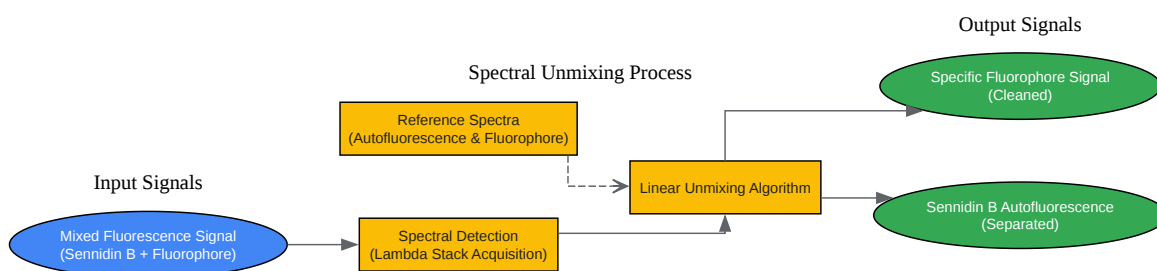 Output Signals
Specific Fluorophore Signal
(Cleaned)
Spectral Unmixing Process
Reference Spectra
(Autofluorescence & Fluorophore)
Linear Unmixing Algorithm
Input Signals
Mixed Fluorescence Signal
(Sennidin B + Fluorophore)
Spectral Detection
(Lambda Stack Acquisition)
Sennidin B Autofluorescence
(Separated)